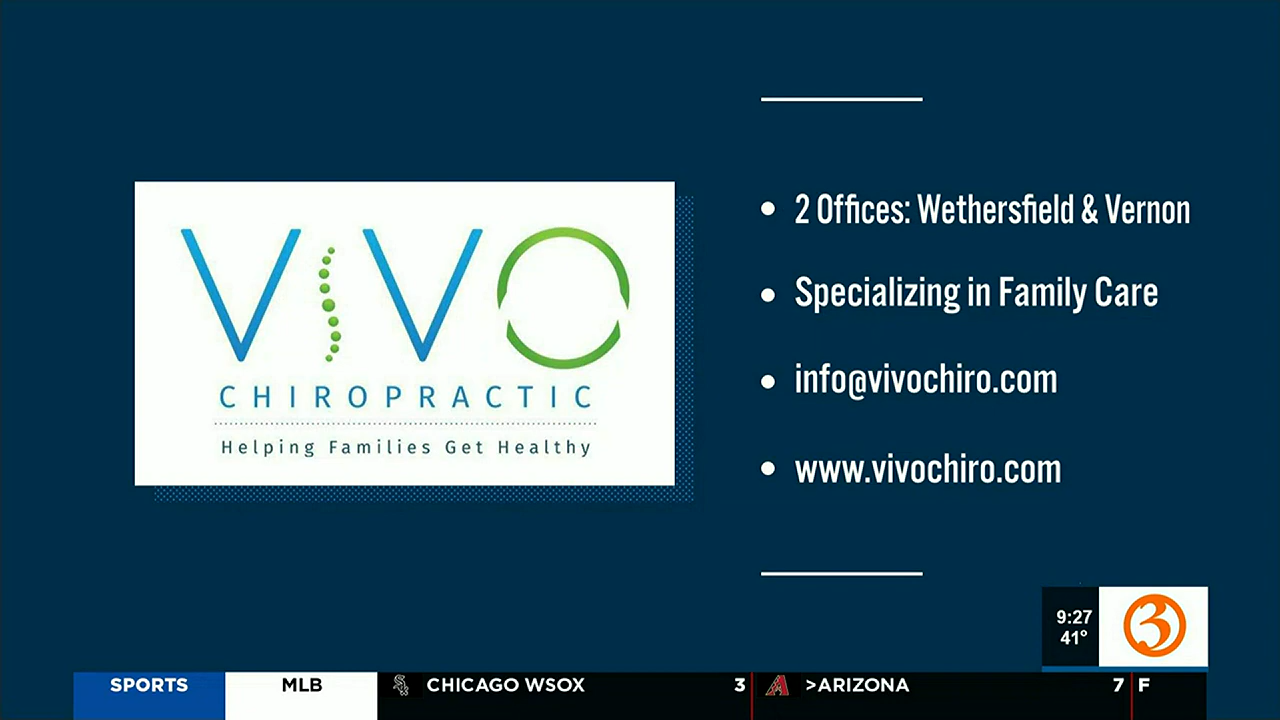 VIVO
CHIROPRACTIC
Helping Families Get Healthy
2 Offices: Wethersfield & Vernon
Specializing in Family Care
info@vivochiro.com
www.vivochiro.com
9:27
41°
3
SPORTS MLB CHICAGO WSOX 3 >ARIZONA 7 F